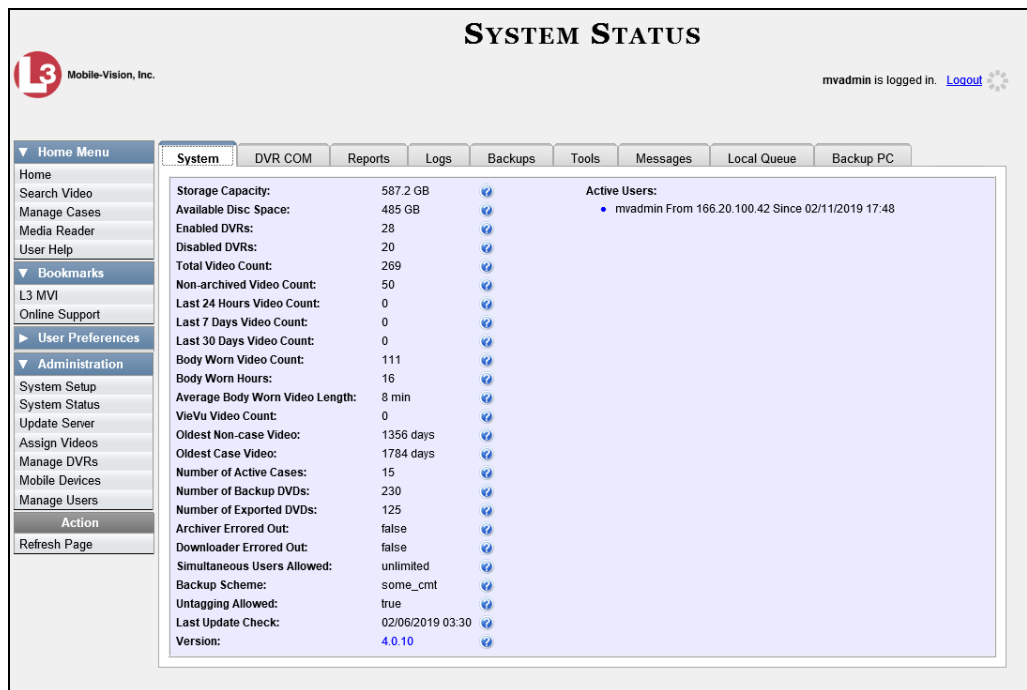 SYSTEM STATUS
L3 Mobile-Vision, Inc.
mvadmin is logged in. Logout
Home Menu
Home
Search Video
Manage Cases
Media Reader
User Help
Bookmarks
L3 MVI
Online Support
User Preferences
Administration
System Setup
System Status
Update Server
Assign Videos
Manage DVRs
Mobile Devices
Manage Users
Action
Refresh Page
System DVR COM Reports Logs Backups Tools Messages Local Queue Backup PC
Storage Capacity: 587.2 GB
Available Disc Space: 485 GB
Enabled DVRs: 28
Disabled DVRs: 20
Total Video Count: 269
Non-archived Video Count: 50
Last 24 Hours Video Count: 0
Last 7 Days Video Count: 0
Last 30 Days Video Count: 0
Body Worn Video Count: 111
Body Worn Hours: 16
Average Body Worn Video Length: 8 min
VieVu Video Count: 0
Oldest Non-case Video: 1356 days
Oldest Case Video: 1784 days
Number of Active Cases: 15
Number of Backup DVDs: 230
Number of Exported DVDs: 125
Archiver Errored Out: false
Downloader Errored Out: false
Simultaneous Users Allowed: unlimited
Backup Scheme: some_cmt
Untagging Allowed: true
Last Update Check: 02/06/2019 03:30
Version: 4.0.10
Active Users:
mvadmin From 166.20.100.42 Since 02/11/2019 17:48